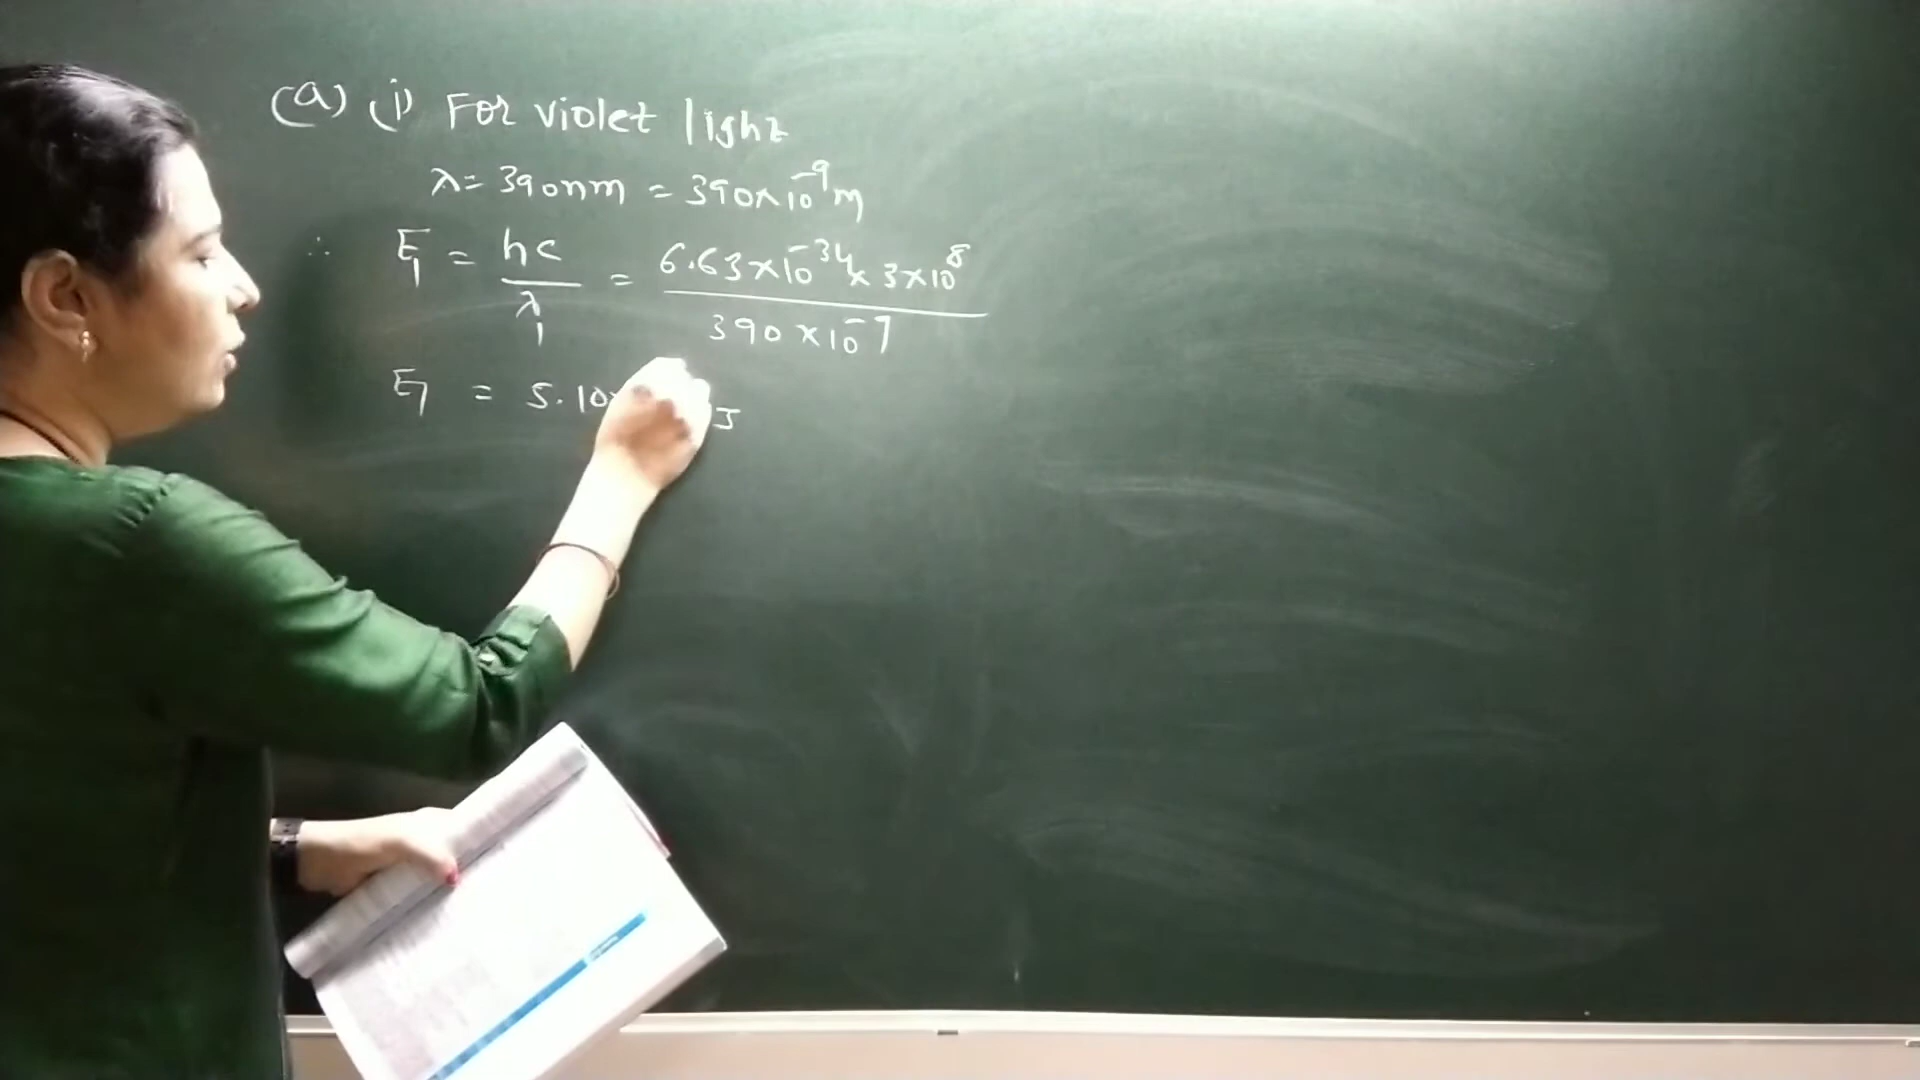 (a) (i) For violet light
λ = 390nm = 390×10⁻⁹m
∴ E₁ = hc/λ₁ = 6.63×10⁻³⁴×3×10⁸/390×10⁻⁷
E₁ = 5.10× J